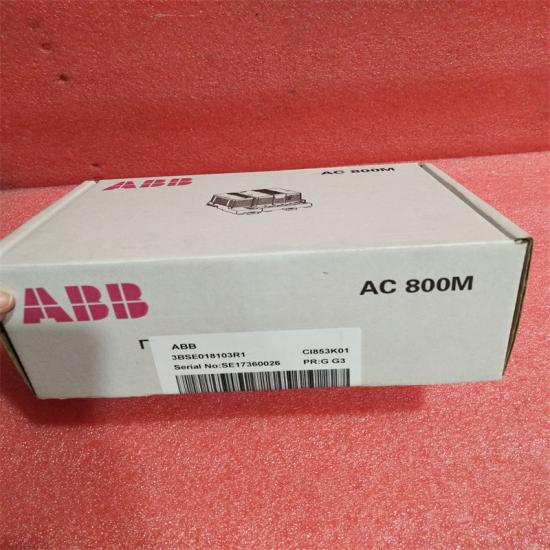 ABB
AC 800M
ABB
AC 800M
ABB
3BSE018103R1 CI853K01
Serial No:SE17360026 PR:G G3